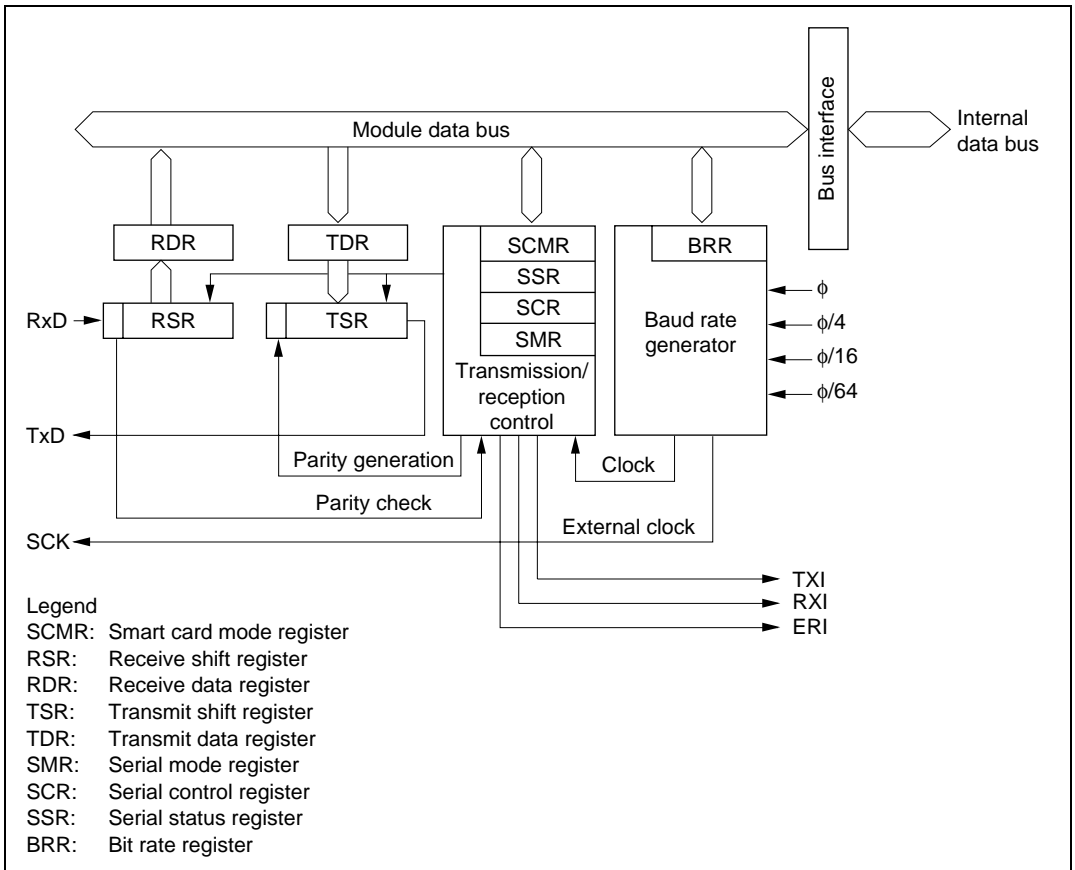 Module data bus
Bus interface
Internal
data bus
RDR
TDR
SCMR
SSR
SCR
SMR
Transmission/
reception
control
BRR
Baud rate
generator
ϕ
ϕ/4
ϕ/16
ϕ/64
RxD
RSR
TSR
TxD
Parity generation
Clock
Parity check
External clock
SCK
TXI
RXI
ERI
Legend
SCMR: Smart card mode register
RSR: Receive shift register
RDR: Receive data register
TSR: Transmit shift register
TDR: Transmit data register
SMR: Serial mode register
SCR: Serial control register
SSR: Serial status register
BRR: Bit rate register